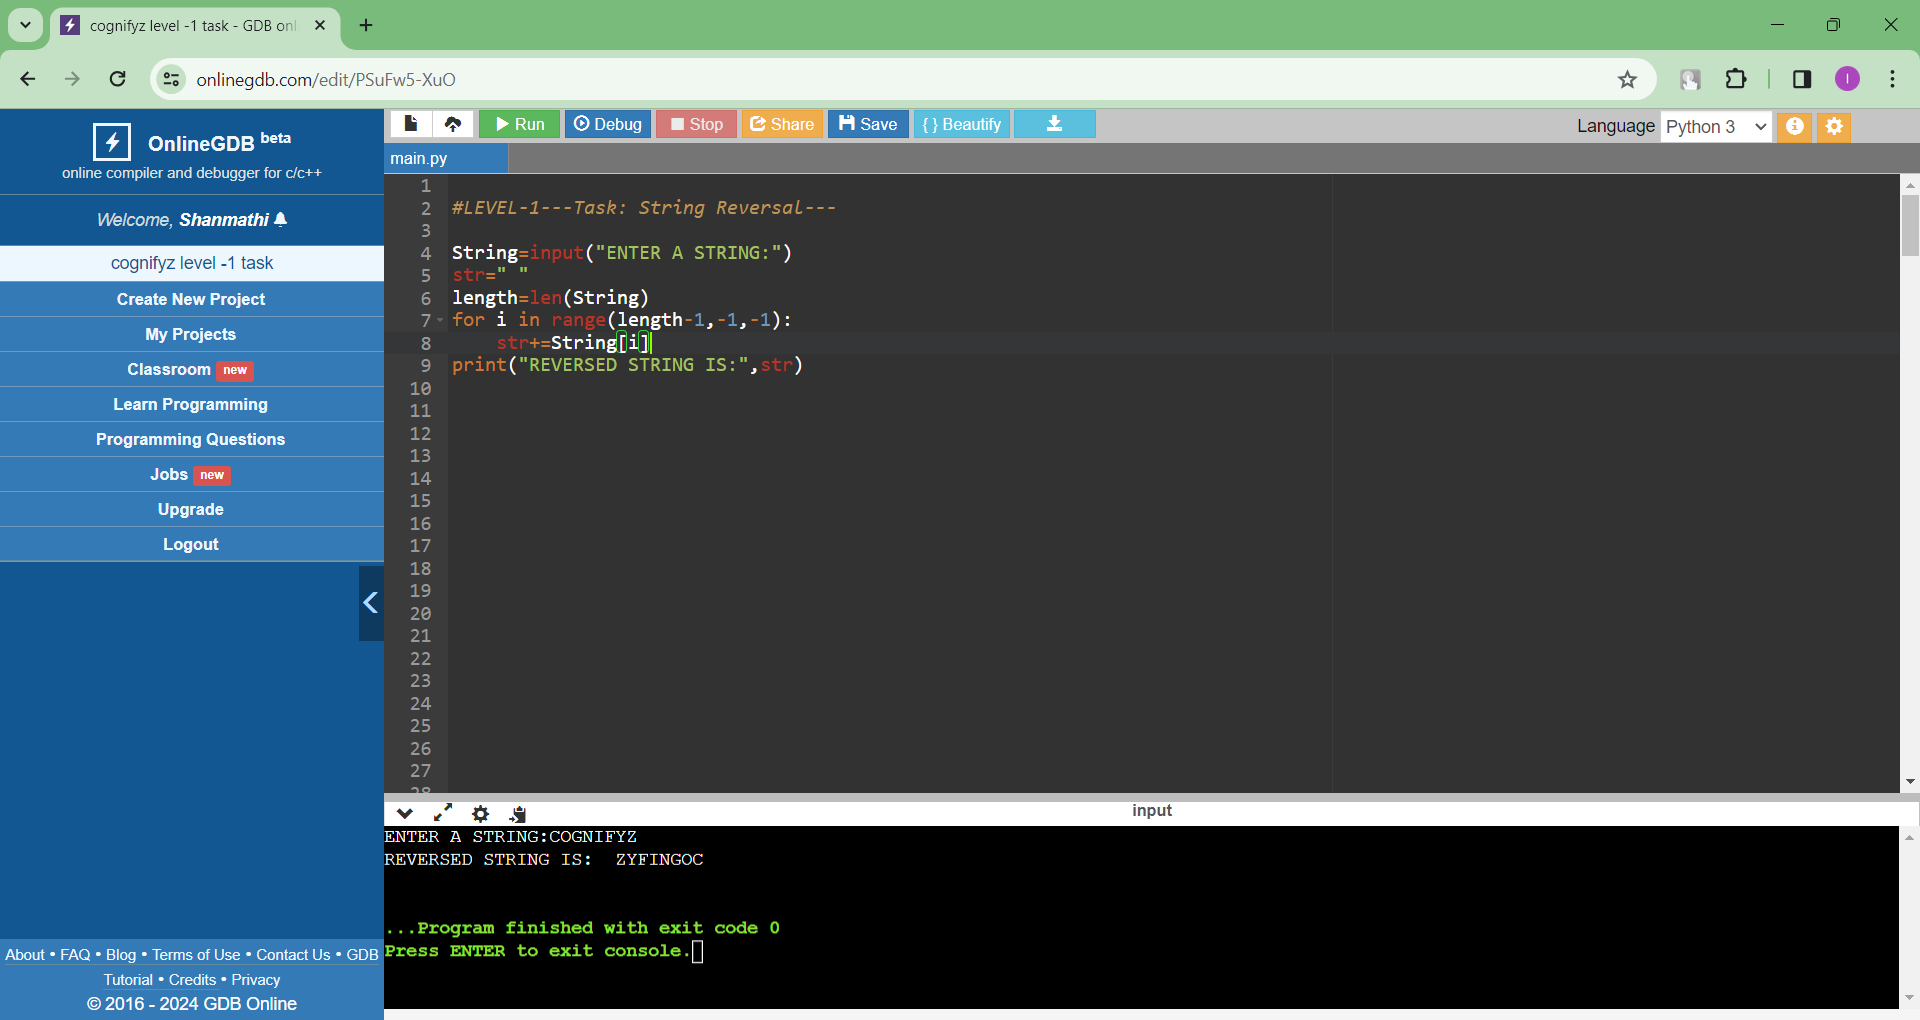 cognifyz level -1 task - GDB onl
onlinegdb.com/edit/PSuFw5-XuO
I
OnlineGDB beta
online compiler and debugger for c/c++
Welcome, Shanmathi
cognifyz level -1 task
Create New Project
My Projects
Classroom new
Learn Programming
Programming Questions
Jobs new
Upgrade
Logout
About • FAQ • Blog • Terms of Use • Contact Us • GDB
Tutorial • Credits • Privacy
© 2016 - 2024 GDB Online
Run Debug Stop Share Save { } Beautify
Language Python 3
main.py
1
2 #LEVEL-1---Task: String Reversal---
3
4 String=input("ENTER A STRING:")
5 str=" "
6 length=len(String)
7 for i in range(length-1,-1,-1):
8     str+=String[i]
9 print("REVERSED STRING IS:",str)
10
11
12
13
14
15
16
17
18
19
20
21
22
23
24
25
26
27
28
input
ENTER A STRING:COGNIFYZ
REVERSED STRING IS:  ZYFINGOC
...Program finished with exit code 0
Press ENTER to exit console.